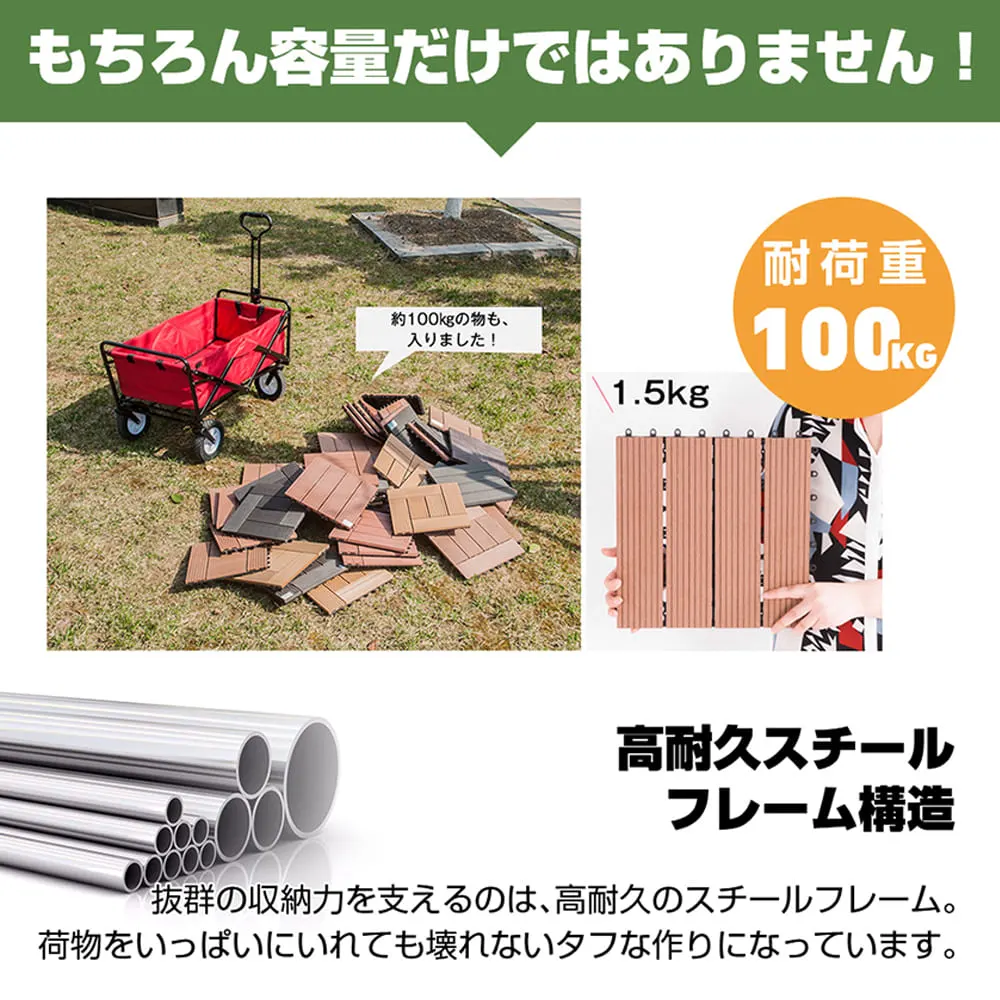 もちろん容量だけではありません！
約100kgの物も、
入りました！
耐荷重
100KG
1.5kg
高耐久スチール
フレーム構造
抜群の収納力を支えるのは、高耐久のスチールフレーム。
荷物をいっぱいにいれても壊れないタフな作りになっています。